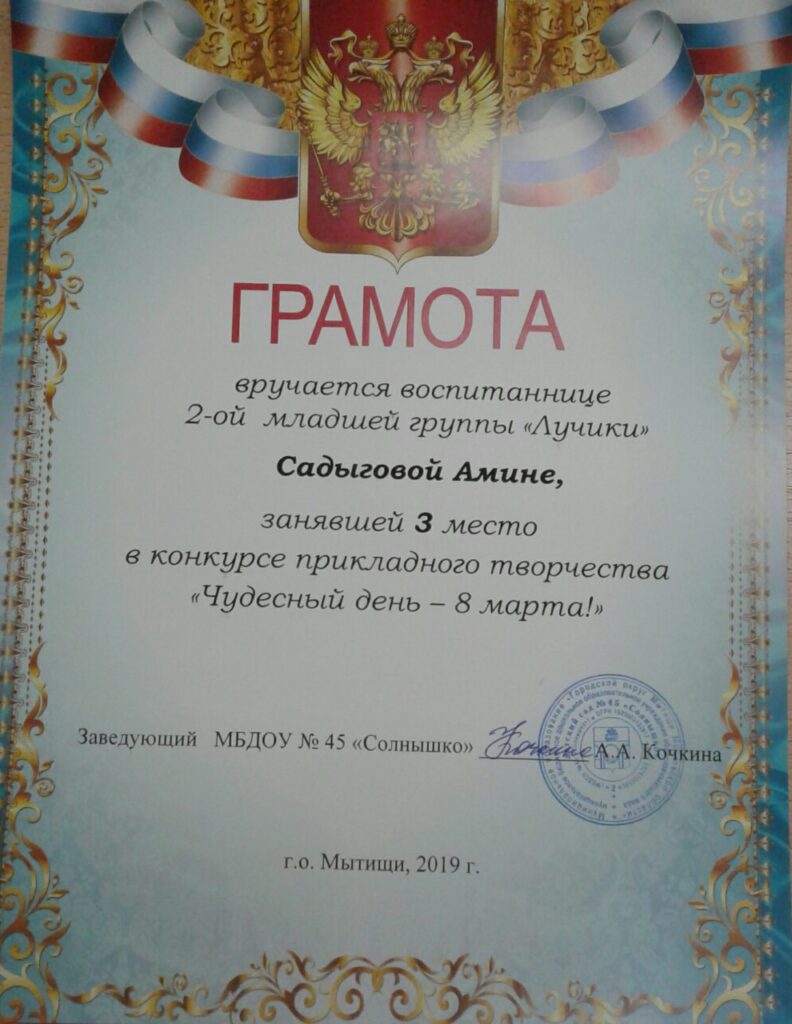 ГРАМОТА
вручается воспитаннице
2-ой младшей группы «Лучики»
Садыговой Амине,
занявшей 3 место
в конкурсе прикладного творчества
«Чудесный день – 8 марта!»
Заведующий МБДОУ № 45 «Солнышко» А.А. Кочкина
г.о. Мытищи, 2019 г.